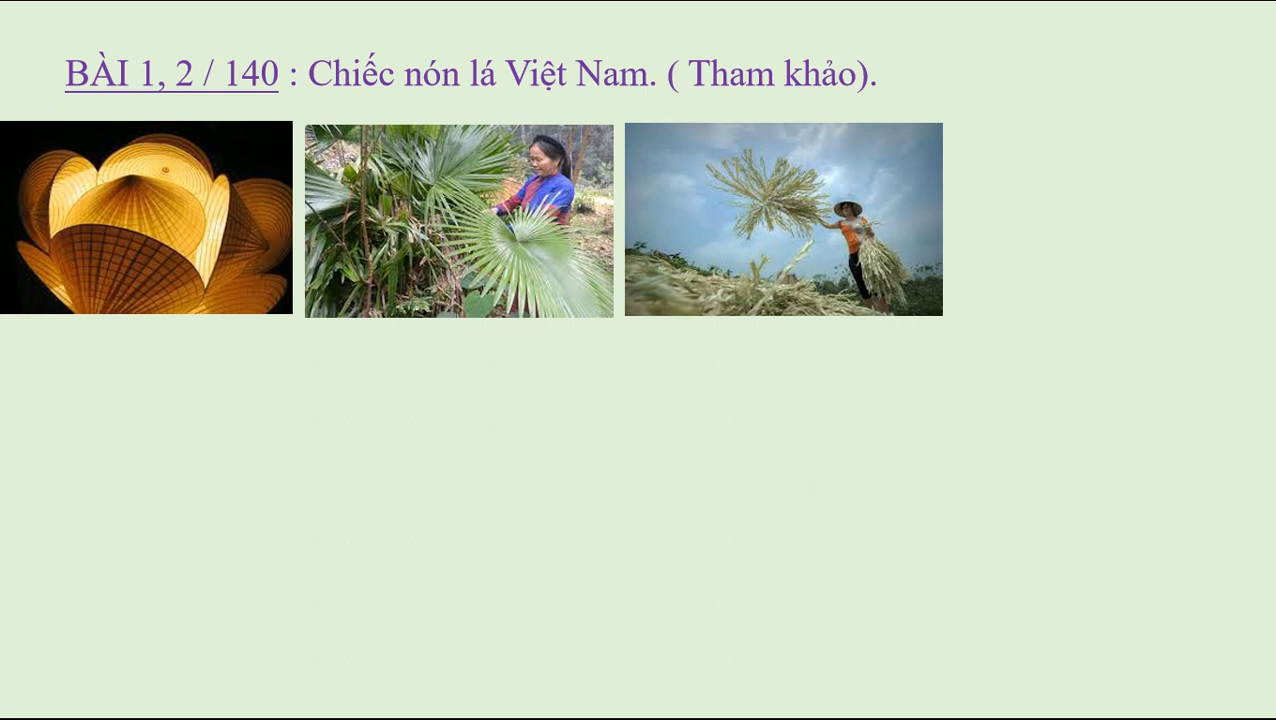 BÀI 1, 2 / 140 : Chiếc nón lá Việt Nam. ( Tham khảo).